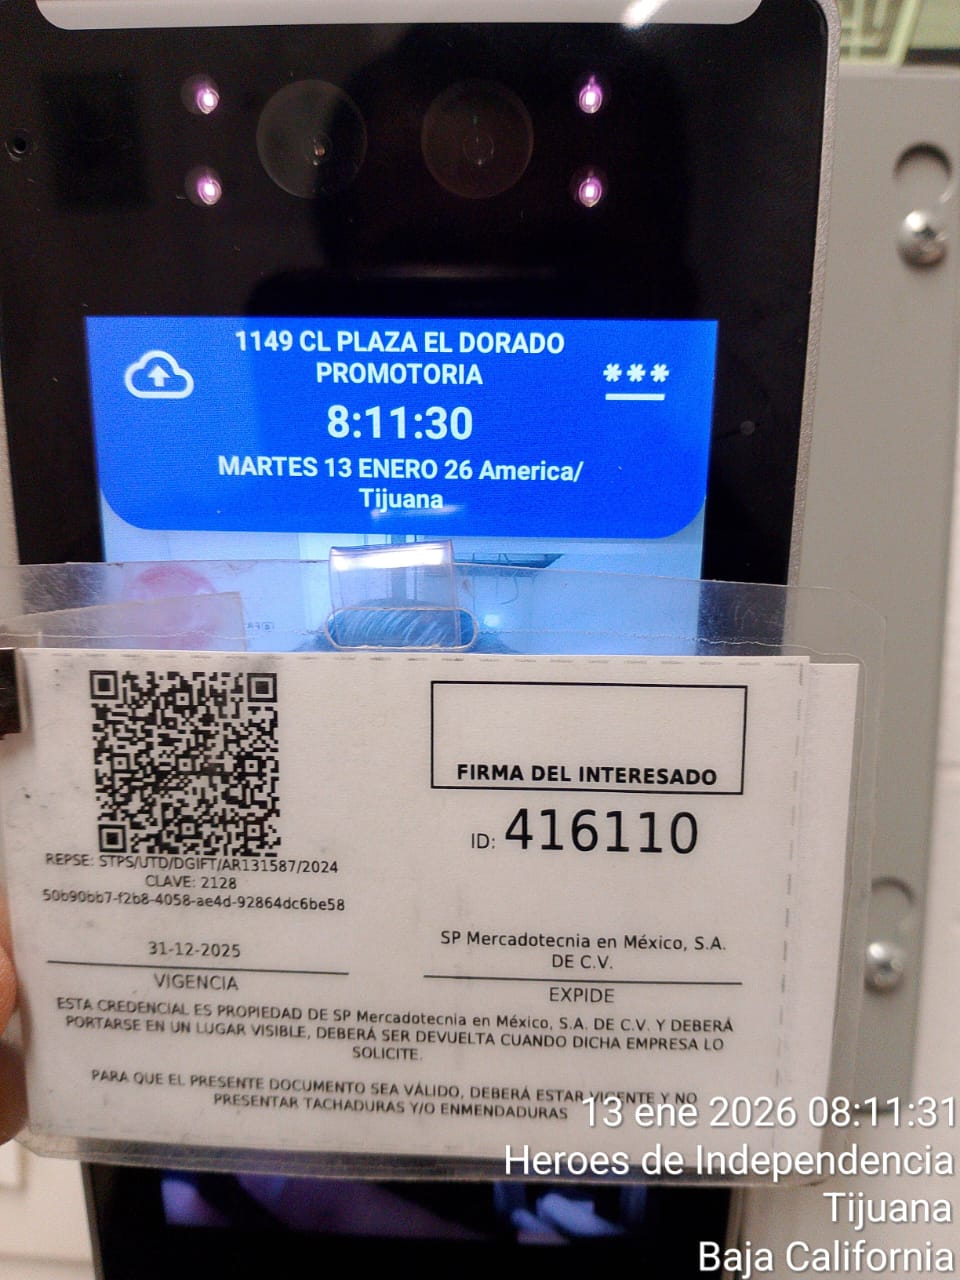 1149 CL PLAZA EL DORADO
PROMOTORIA
***
8:11:30
MARTES 13 ENERO 26 America/
Tijuana
FIRMA DEL INTERESADO
ID: 416110
REPSE: STPS/UTD/DGIFT/AR131587/2024
CLAVE: 2128
50b90bb7-f2b8-4058-ae4d-92864dc6be58
31-12-2025
VIGENCIA
SP Mercadotecnia en México, S.A.
DE C.V.
EXPIDE
ESTA CREDENCIAL ES PROPIEDAD DE SP Mercadotecnia en México, S.A. DE C.V. Y DEBERÁ
PORTARSE EN UN LUGAR VISIBLE, DEBERÁ SER DEVUELTA CUANDO DICHA EMPRESA LO
SOLICITE.
PARA QUE EL PRESENTE DOCUMENTO SEA VÁLIDO, DEBERÁ ESTAR VIGENTE Y NO
PRESENTAR TACHADURAS Y/O ENMENDADURAS
13 ene 2026 08:11:31
Heroes de Independencia
Tijuana
Baja California